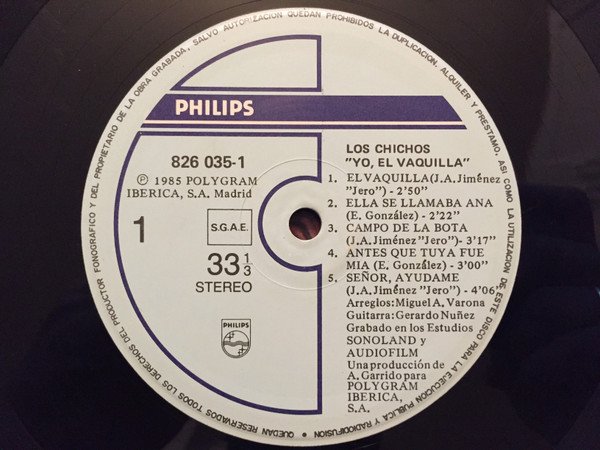 QUEDAN RESERVADOS TODOS LOS DERECHOS DEL PRODUCTOR FONOGRAFICO Y DEL PROPIETARIO DE LA OBRA GRABADA, SALVO AUTORIZACION QUEDAN PROHIBIDOS LA DUPLICACION, ALQUILER Y PRESTAMO, ASI COMO LA UTILIZACION DE ESTE DISCO PARA LA EJECUCION PUBLICA Y RADIODIFUSION •
PHILIPS
826 035-1
Ⓟ 1985 POLYGRAM
IBERICA, S.A. Madrid
1
S.G.A.E.
33 1/3
STEREO
PHILIPS
LOS CHICHOS
"YO, EL VAQUILLA"
1. EL VAQUILLA (J.A. Jiménez
"Jero") - 2'50"
2. ELLA SE LLAMABA ANA
(E. González) - 2'22"
3. CAMPO DE LA BOTA
(J.A. Jiménez "Jero") - 3'17"
4. ANTES QUE TUYA FUE
MIA (E. González) - 3'00"
5. SEÑOR, AYUDAME
(J.A. Jiménez "Jero") - 4'06"
Arreglos: Miguel A. Varona
Guitarra: Gerardo Nuñez
Grabado en los Estudios
SONOLAND y
AUDIOFILM
Una producción de
A. Garrido para
POLYGRAM
IBERICA,
S.A.